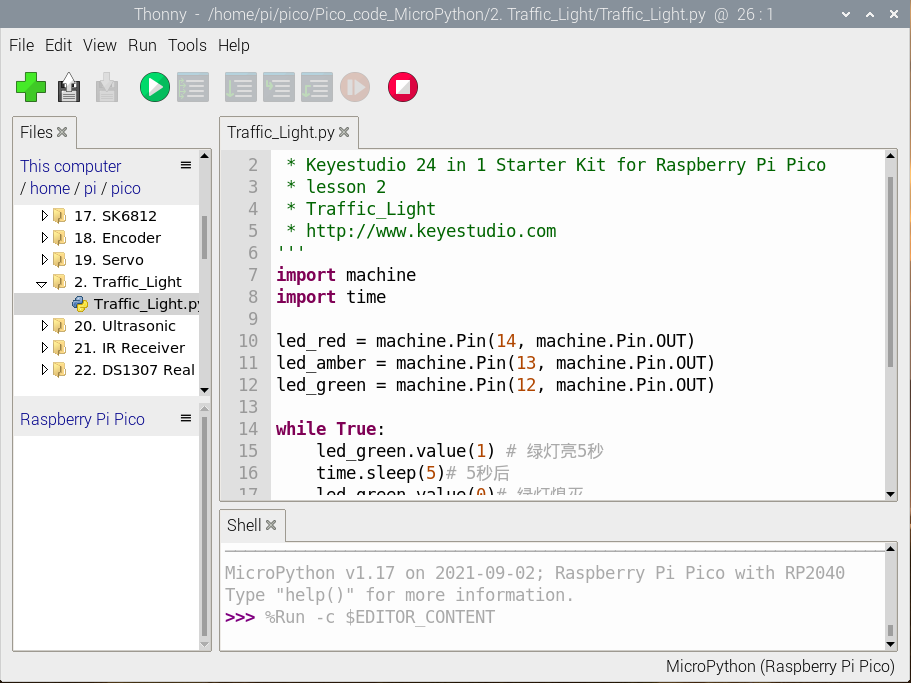 Thonny - /home/pi/pico/Pico_code_MicroPython/2. Traffic_Light/Traffic_Light.py @ 26 : 1
File Edit View Run Tools Help
Files
This computer
/ home / pi / pico
17. SK6812
18. Encoder
19. Servo
2. Traffic_Light
Traffic_Light.py
20. Ultrasonic
21. IR Receiver
22. DS1307 Real
Raspberry Pi Pico
Traffic_Light.py
2 * Keyestudio 24 in 1 Starter Kit for Raspberry Pi Pico
3 * lesson 2
4 * Traffic_Light
5 * http://www.keyestudio.com
6 '''
7 import machine
8 import time
9
10 led_red = machine.Pin(14, machine.Pin.OUT)
11 led_amber = machine.Pin(13, machine.Pin.OUT)
12 led_green = machine.Pin(12, machine.Pin.OUT)
13
14 while True:
15 led_green.value(1) # 绿灯亮5秒
16 time.sleep(5)# 5秒后
17 led_green.value(0)# 绿灯熄灭
Shell
MicroPython v1.17 on 2021-09-02; Raspberry Pi Pico with RP2040
Type "help()" for more information.
>>> %Run -c $EDITOR_CONTENT
MicroPython (Raspberry Pi Pico)